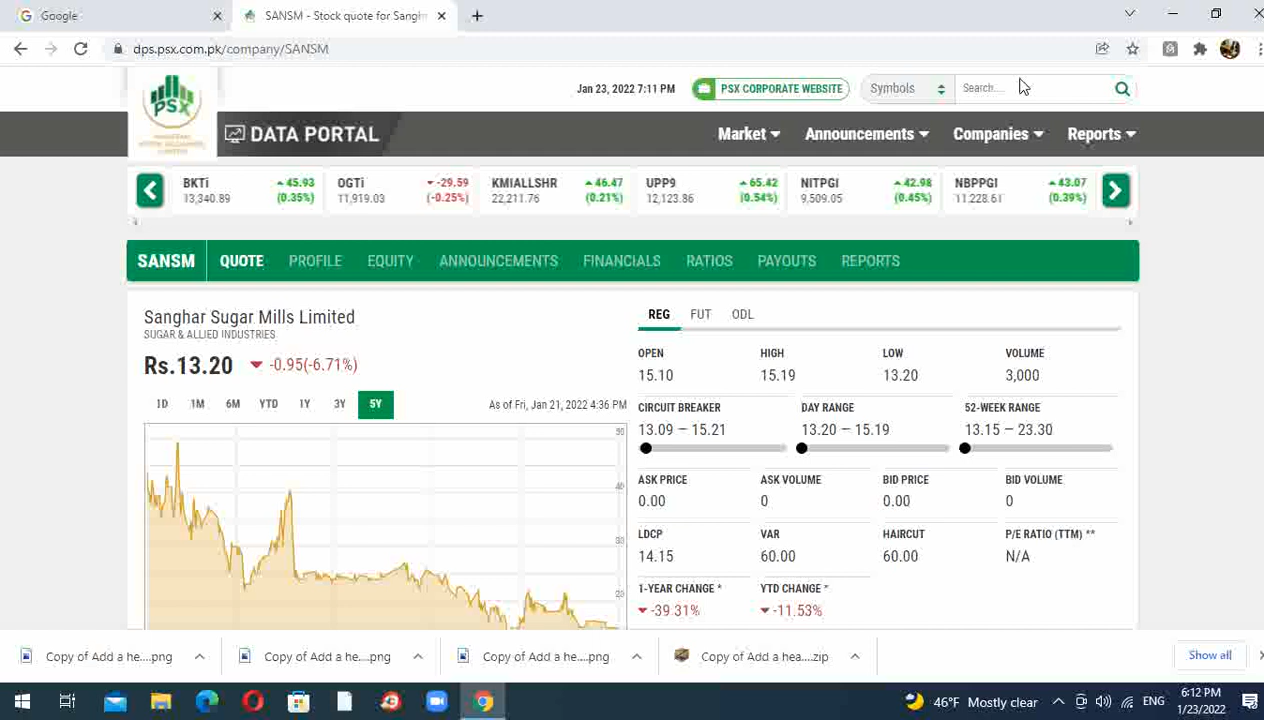 Google
SANSM - Stock quote for Sangh
dps.psx.com.pk/company/SANSM
PSX
Jan 23, 2022 7:11 PM
PSX CORPORATE WEBSITE
Symbols
Search....
DATA PORTAL
Market
Announcements
Companies
Reports
BKTi 45.93
13,340.89 (0.35%)
OGTi -29.59
11,919.03 (-0.25%)
KMIALLSHR 46.47
22,211.76 (0.21%)
UPP9 65.42
12,123.86 (0.54%)
NITPGI 42.98
9,509.05 (0.45%)
NBPPGI 43.07
11,228.61 (0.39%)
SANSM QUOTE PROFILE EQUITY ANNOUNCEMENTS FINANCIALS RATIOS PAYOUTS REPORTS
Sanghar Sugar Mills Limited
SUGAR & ALLIED INDUSTRIES
Rs.13.20 -0.95(-6.71%)
1D 1M 6M YTD 1Y 3Y 5Y
As of Fri, Jan 21, 2022 4:36 PM
50
40
30
20
REG FUT ODL
OPEN HIGH LOW VOLUME
15.10 15.19 13.20 3,000
CIRCUIT BREAKER DAY RANGE 52-WEEK RANGE
13.09 — 15.21 13.20 — 15.19 13.15 — 23.30
ASK PRICE ASK VOLUME BID PRICE BID VOLUME
0.00 0 0.00 0
LDCP VAR HAIRCUT P/E RATIO (TTM) **
14.15 60.00 60.00 N/A
1-YEAR CHANGE * YTD CHANGE *
-39.31% -11.53%
Copy of Add a he....png
Copy of Add a he....png
Copy of Add a he....png
Copy of Add a hea....zip
Show all
46°F Mostly clear
ENG
6:12 PM
1/23/2022